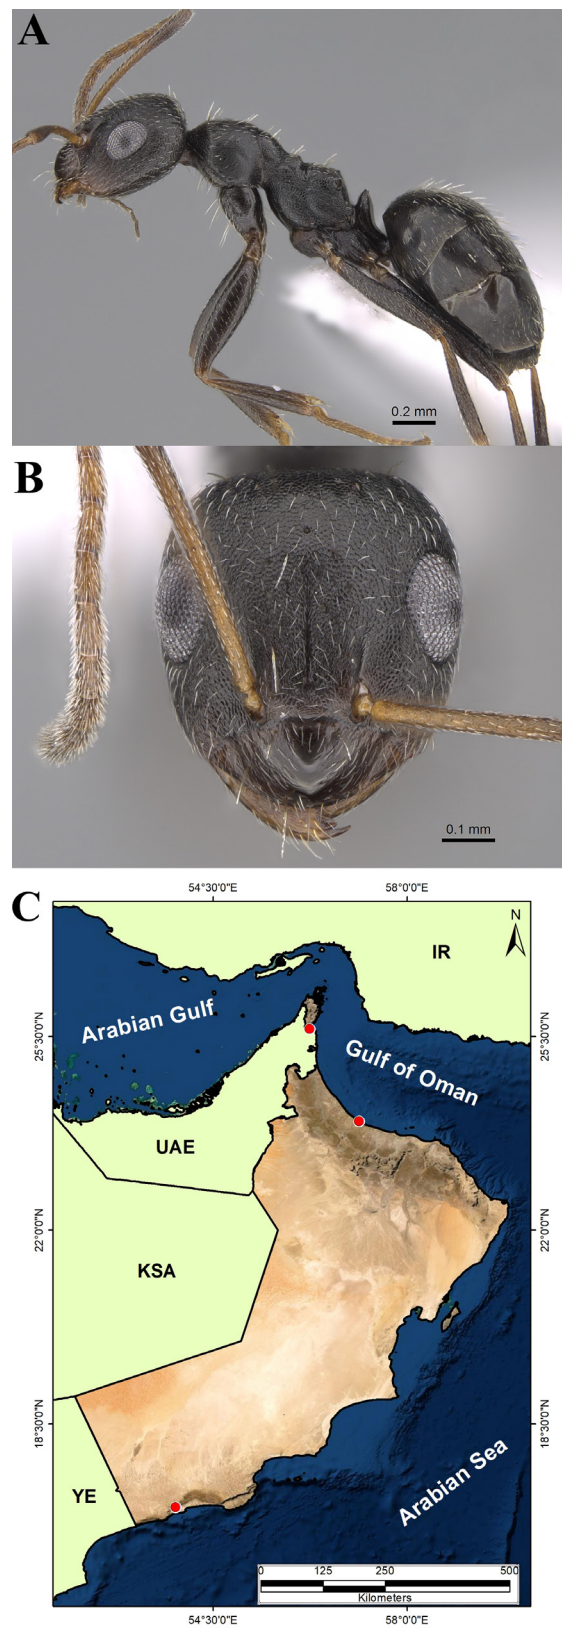 A
0.2 mm
B
0.1 mm
C
54°30'0"E
58°0'0"E
N
IR
Arabian Gulf
25°30'0"N
25°30'0"N
Gulf of Oman
UAE
22°0'0"N
22°0'0"N
KSA
18°30'0"N
18°30'0"N
YE
Arabian Sea
0
125
250
500
Kilometers
54°30'0"E
58°0'0"E